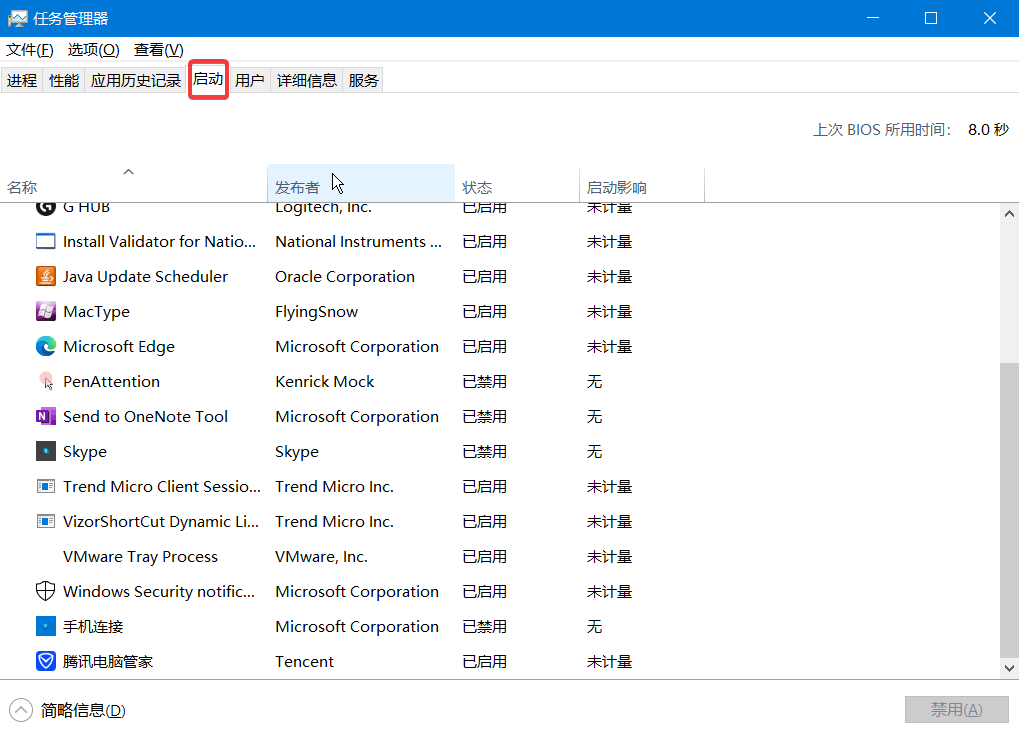 任务管理器
文件(F) 选项(O) 查看(V)
进程 性能 应用历史记录 启动 用户 详细信息 服务
上次 BIOS 所用时间: 8.0 秒
名称 发布者 状态 启动影响
G HUB Logitech, Inc. 已启用 未计量
Install Validator for Natio... National Instruments ... 已启用 未计量
Java Update Scheduler Oracle Corporation 已启用 未计量
MacType FlyingSnow 已启用 未计量
Microsoft Edge Microsoft Corporation 已启用 未计量
PenAttention Kenrick Mock 已禁用 无
Send to OneNote Tool Microsoft Corporation 已禁用 无
Skype Skype 已禁用 无
Trend Micro Client Sessio... Trend Micro Inc. 已启用 未计量
VizorShortCut Dynamic Li... Trend Micro Inc. 已启用 未计量
VMware Tray Process VMware, Inc. 已启用 未计量
Windows Security notific... Microsoft Corporation 已启用 未计量
手机连接 Microsoft Corporation 已禁用 无
腾讯电脑管家 Tencent 已启用 未计量
简略信息(D) 禁用(A)